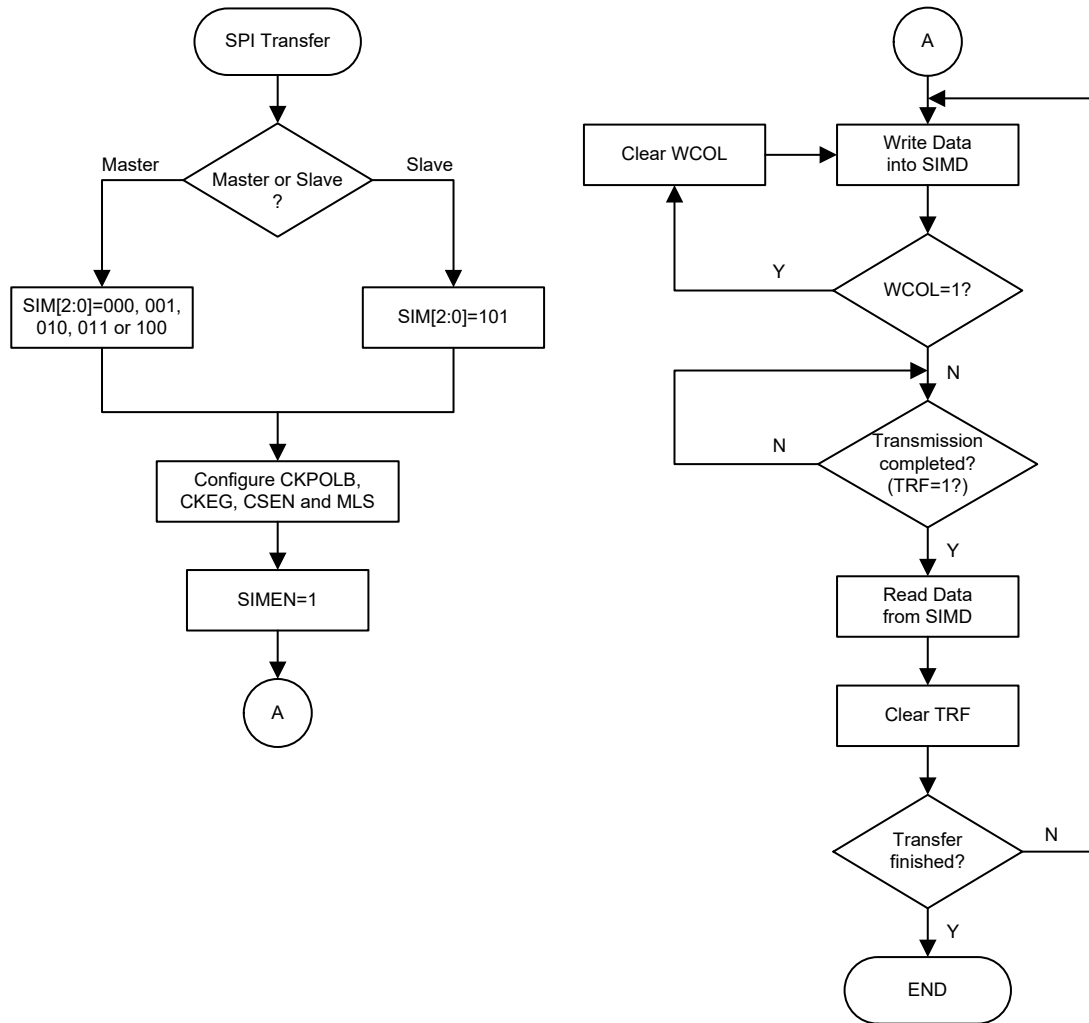 SPI Transfer
Master or Slave
?
Master
Slave
SIM[2:0]=000, 001,
010, 011 or 100
SIM[2:0]=101
Configure CKPOLB,
CKEG, CSEN and MLS
SIMEN=1
A
A
Write Data
into SIMD
Clear WCOL
WCOL=1?
Y
N
Transmission
completed?
(TRF=1?)
N
Y
Read Data
from SIMD
Clear TRF
Transfer
finished?
N
Y
END